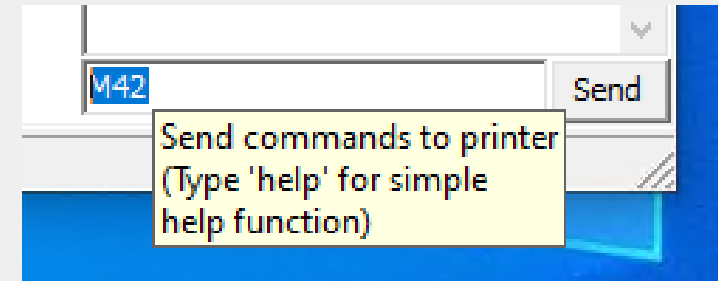 M42
Send
Send commands to printer
(Type 'help' for simple
help function)